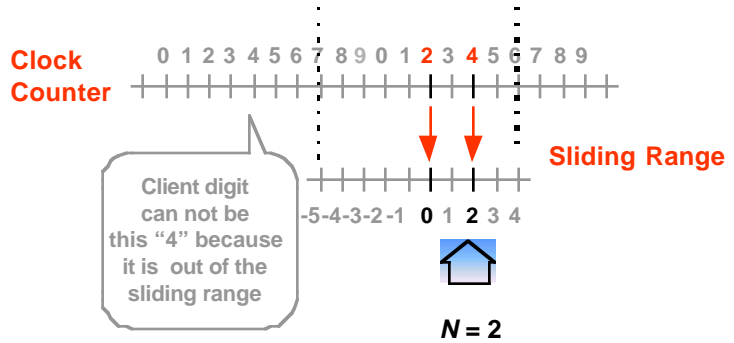 0 1 2 3 4 5 6 7 8 9 0 1 2 3 4 5 6 7 8 9
Clock
Counter
Sliding Range
Client digit
can not be
this “4” because
it is out of the
sliding range
-5-4-3-2-1 0 1 2 3 4
N = 2